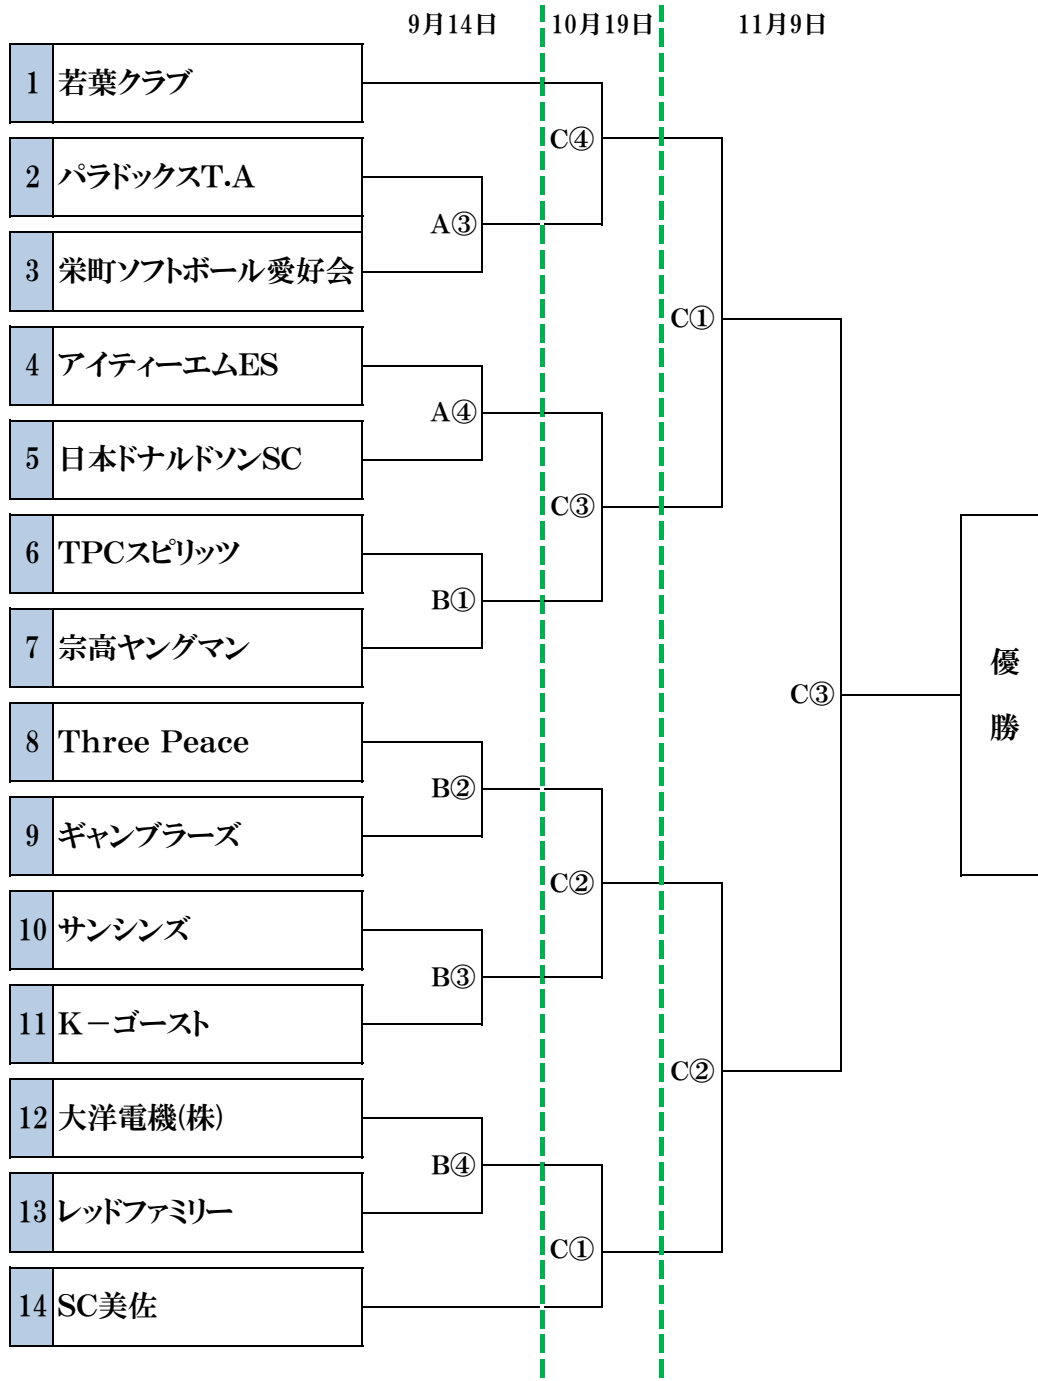 9月14日 10月19日 11月9日
1 若葉クラブ
C④
2 パラドックスT.A
A③
3 栄町ソフトボール愛好会
C①
4 アイティーエムES
A④
5 日本ドナルドソンSC
C③
6 TPCスピリッツ
B①
7 宗高ヤングマン
優
勝
C③
8 Three Peace
B②
9 ギャンブラーズ
C②
10 サンシンズ
B③
11 K－ゴースト
C②
12 大洋電機(株)
B④
13 レッドファミリー
C①
14 SC美佐